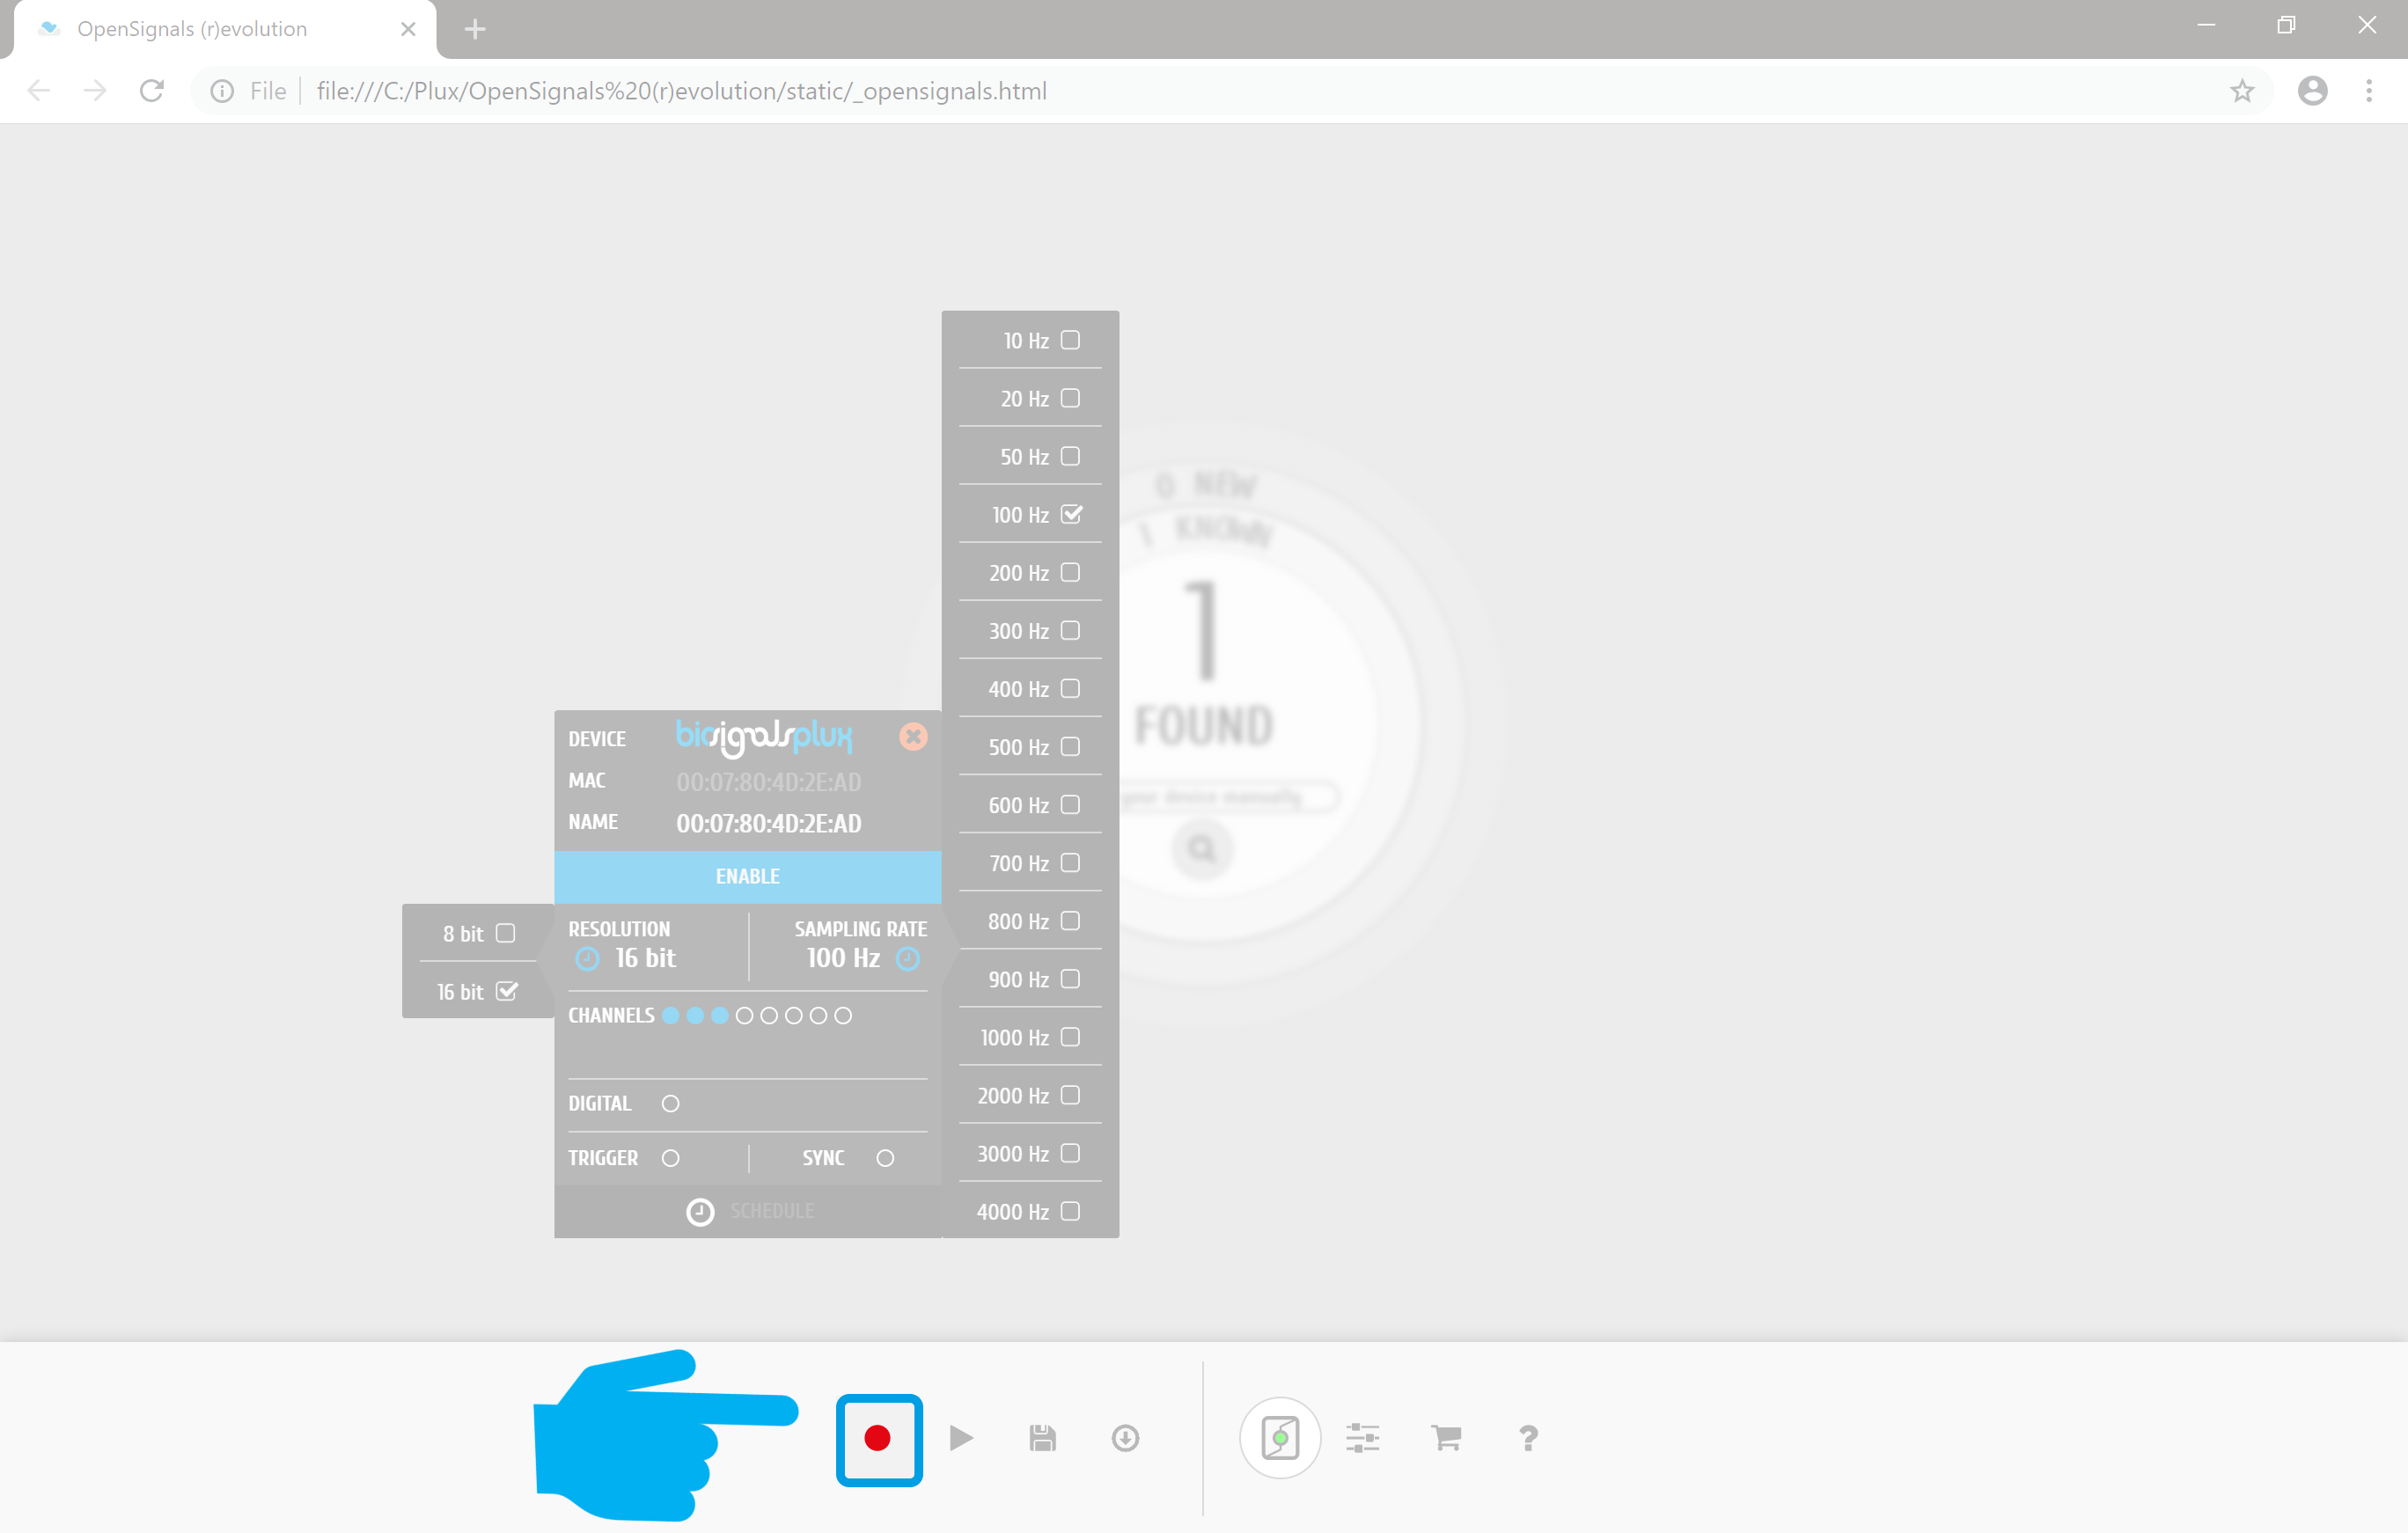 OpenSignals (r)evolution
File
file:///C:/Plux/OpenSignals%20(r)evolution/static/_opensignals.html
10 Hz
20 Hz
50 Hz
100 Hz
200 Hz
300 Hz
400 Hz
500 Hz
600 Hz
700 Hz
800 Hz
900 Hz
1000 Hz
2000 Hz
3000 Hz
4000 Hz
0 NEW
1 KNOWN
1
FOUND
your device manually
DEVICE biosignalsplux
MAC 00:07:80:4D:2E:AD
NAME 00:07:80:4D:2E:AD
ENABLE
8 bit
16 bit
RESOLUTION SAMPLING RATE
16 bit 100 Hz
CHANNELS
DIGITAL
TRIGGER SYNC
SCHEDULE